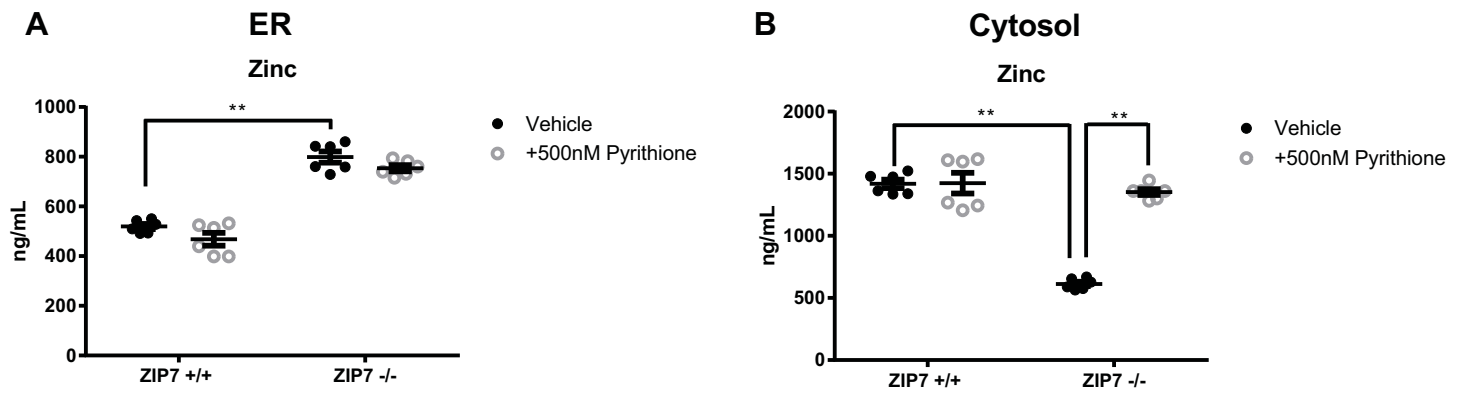 A
ER
Zinc
1000
800
600
400
200
0
ng/mL
**
ZIP7 +/+
ZIP7 -/-
Vehicle
+500nM Pyrithione
B
Cytosol
Zinc
2000
1500
1000
500
0
ng/mL
**
**
ZIP7 +/+
ZIP7 -/-
Vehicle
+500nM Pyrithione